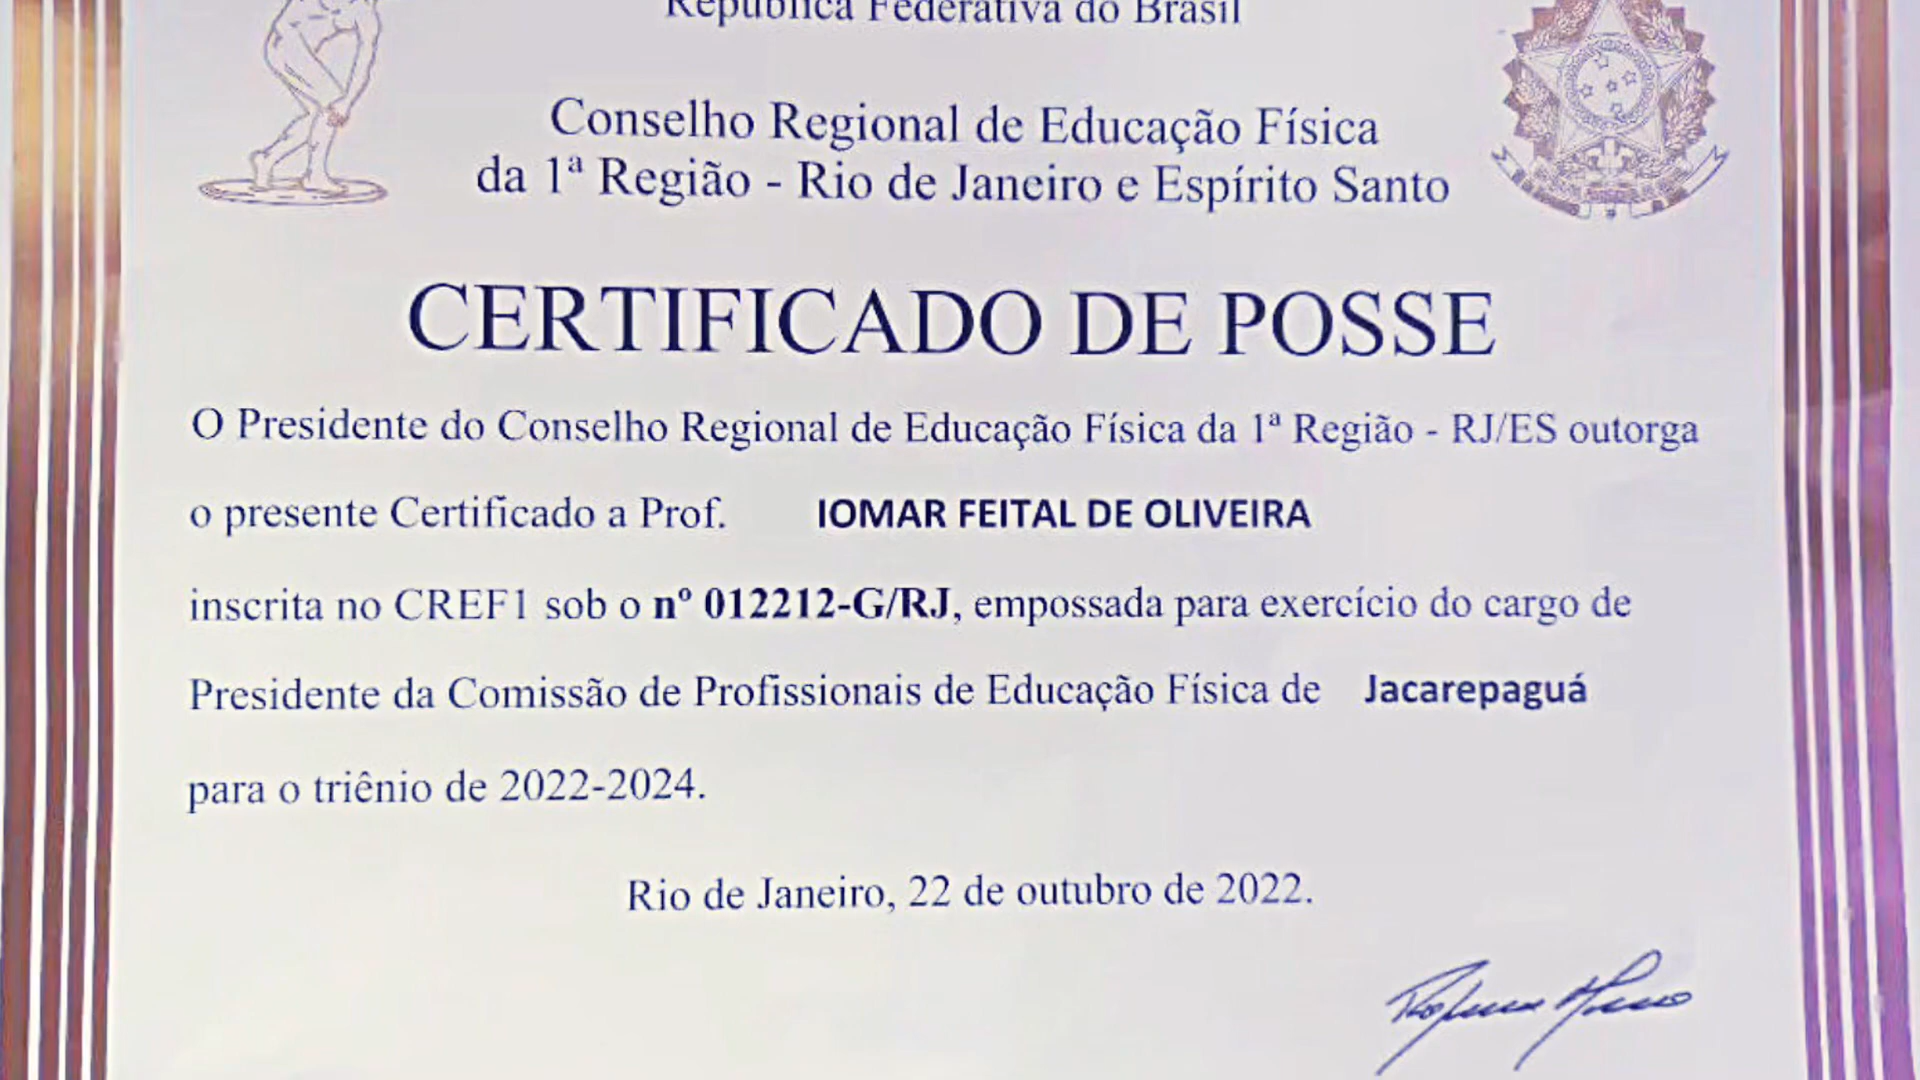 República Federativa do Brasil
Conselho Regional de Educação Física
da 1ª Região - Rio de Janeiro e Espírito Santo
CERTIFICADO DE POSSE
O Presidente do Conselho Regional de Educação Física da 1ª Região - RJ/ES outorga
o presente Certificado a Prof. IOMAR FEITAL DE OLIVEIRA
inscrita no CREF1 sob o nº 012212-G/RJ, empossada para exercício do cargo de
Presidente da Comissão de Profissionais de Educação Física de Jacarepaguá
para o triênio de 2022-2024.
Rio de Janeiro, 22 de outubro de 2022.